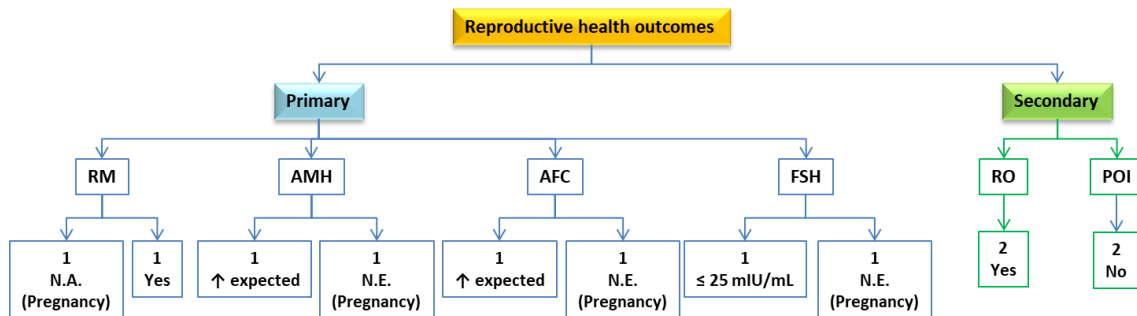 Reproductive health outcomes
Primary
Secondary
RM
AMH
AFC
FSH
RO
POI
1
N.A.
(Pregnancy)
1
Yes
1
↑ expected
1
N.E.
(Pregnancy)
1
↑ expected
1
N.E.
(Pregnancy)
1
≤ 25 mIU/mL
1
N.E.
(Pregnancy)
2
Yes
2
No